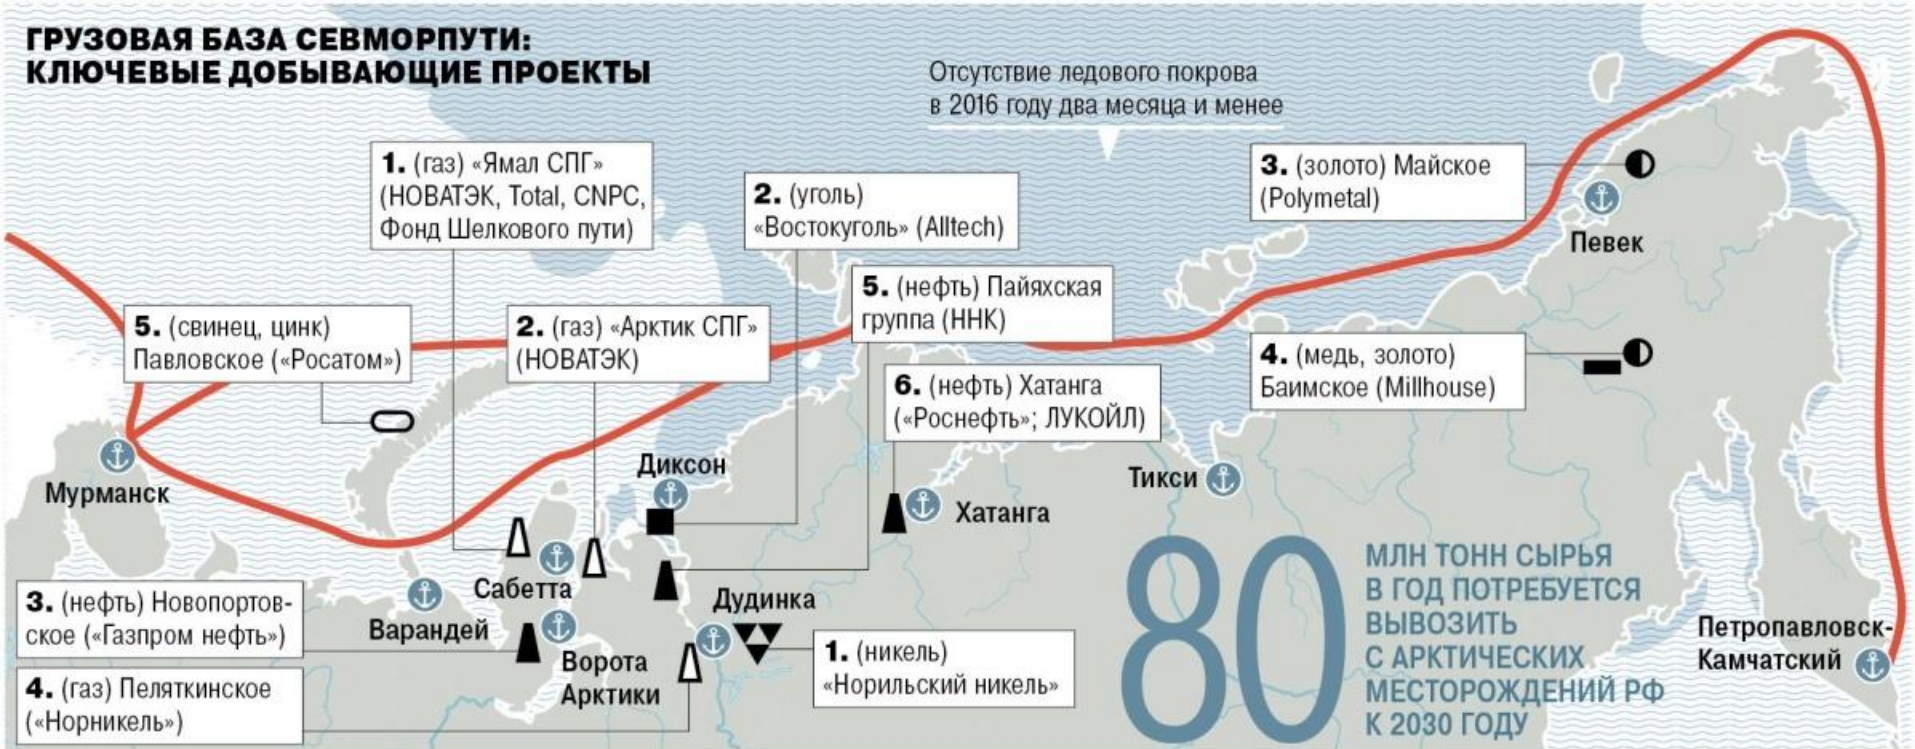 ГРУЗОВАЯ БАЗА СЕВМОРПУТИ:
КЛЮЧЕВЫЕ ДОБЫВАЮЩИЕ ПРОЕКТЫ
Отсутствие ледового покрова
в 2016 году два месяца и менее
1. (газ) «Ямал СПГ»
(НОВАТЭК, Total, CNPC,
Фонд Шелкового пути)
2. (уголь)
«Востокуголь» (Alltech)
3. (золото) Майское
(Polymetal)
Певек
5. (свинец, цинк)
Павловское («Росатом»)
2. (газ) «Арктик СПГ»
(НОВАТЭК)
5. (нефть) Пайяхская
группа (ННК)
4. (медь, золото)
Баимское (Millhouse)
6. (нефть) Хатанга
(«Роснефть»; ЛУКОЙЛ)
Мурманск
Диксон
Хатанга
Тикси
Сабетта
Варандей
Ворота
Арктики
Дудинка
3. (нефть) Новопортов-
ское («Газпром нефть»)
4. (газ) Пеляткинское
(«Норникель»)
1. (никель)
«Норильский никель»
80
МЛН ТОНН СЫРЬЯ
В ГОД ПОТРЕБУЕТСЯ
ВЫВОЗИТЬ
С АРКТИЧЕСКИХ
МЕСТОРОЖДЕНИЙ РФ
К 2030 ГОДУ
Петропавловск-
Камчатский